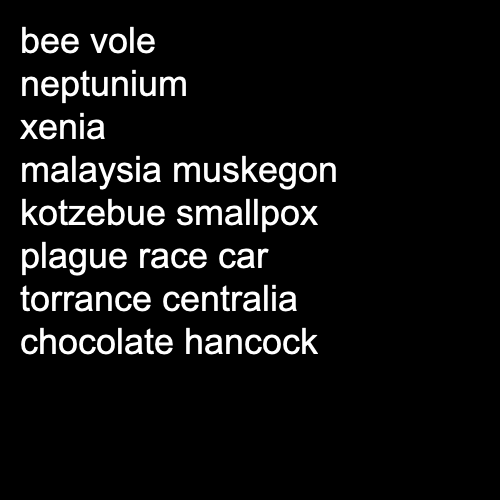 bee vole
neptunium
xenia
malaysia muskegon
kotzebue smallpox
plague race car
torrance centralia
chocolate hancock